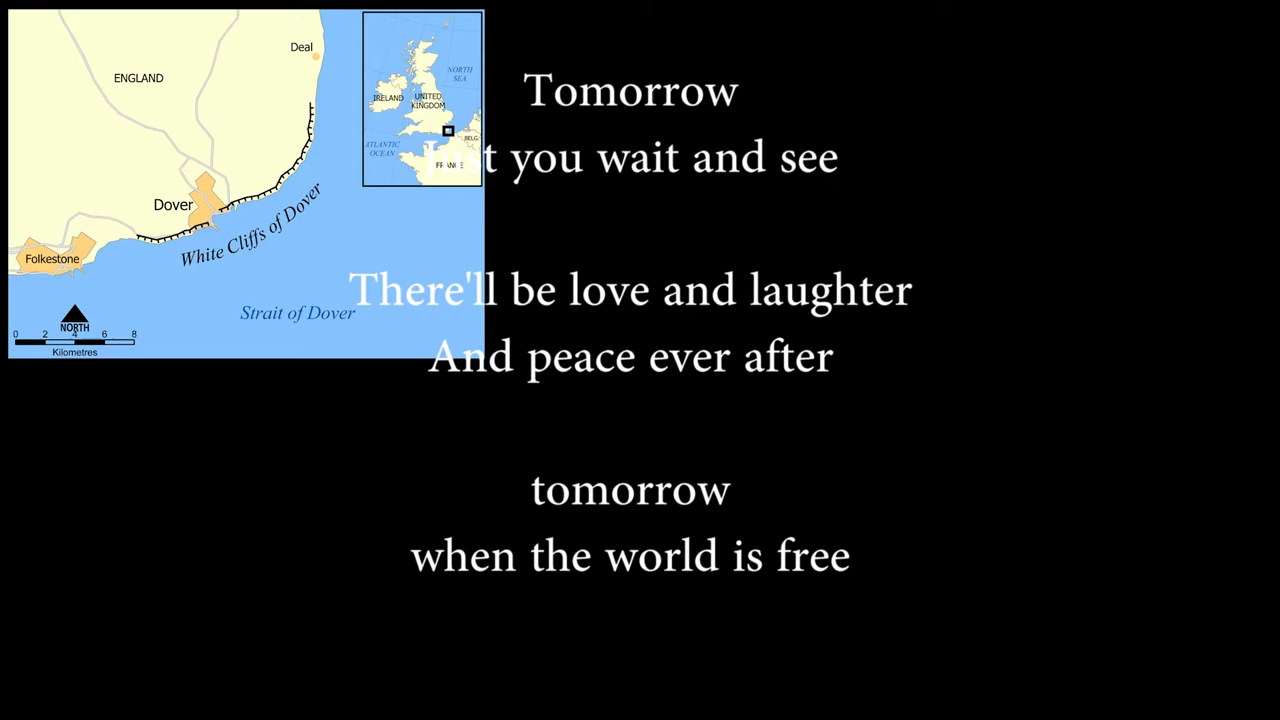 Deal
ENGLAND
NORTH
SEA
IRELAND
UNITED
KINGDOM
BELG.
ATLANTIC
OCEAN
FRANCE
Dover
White Cliffs of Dover
Folkestone
Strait of Dover
NORTH
0 2 4 6 8
Kilometres
Tomorrow
Just you wait and see
There'll be love and laughter
And peace ever after
tomorrow
when the world is free